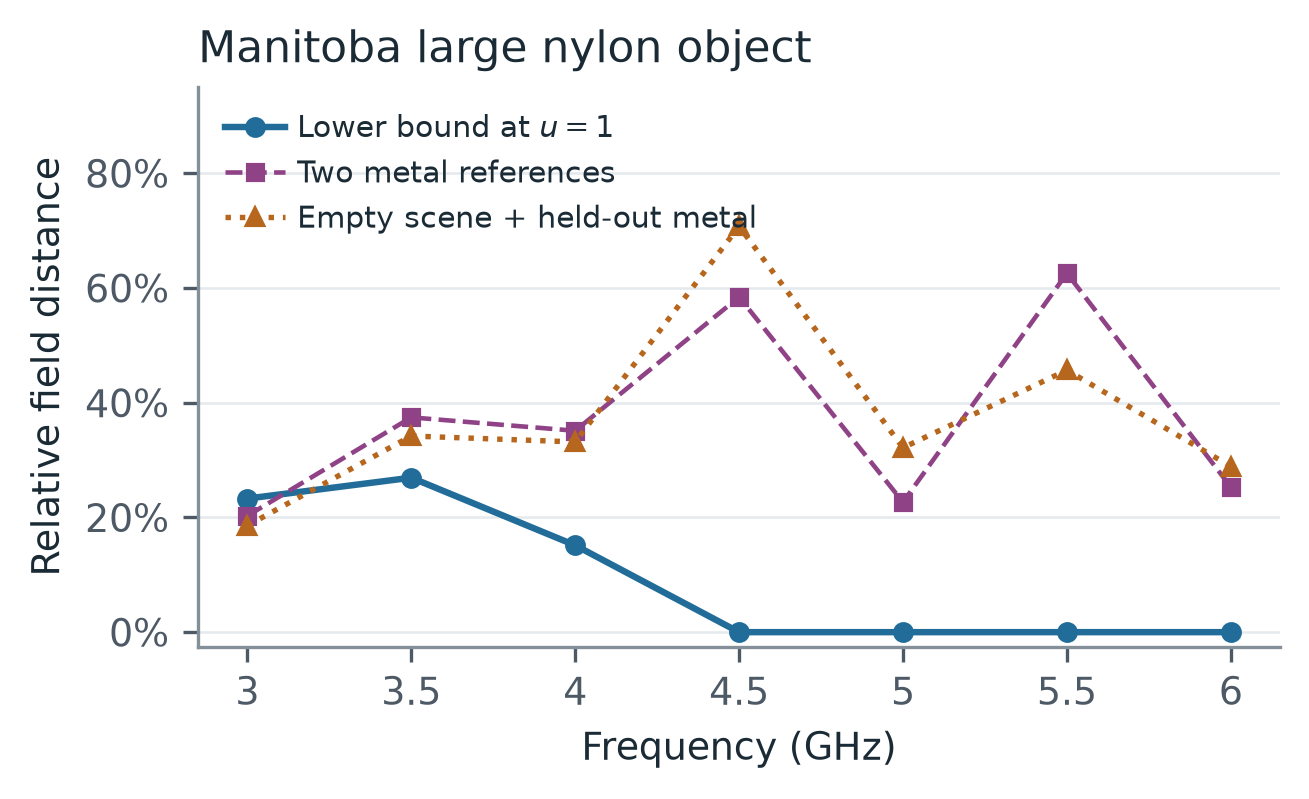 Manitoba large nylon object
Lower bound at u = 1
Two metal references
Empty scene + held-out metal
Relative field distance
80%
60%
40%
20%
0%
3 3.5 4 4.5 5 5.5 6
Frequency (GHz)